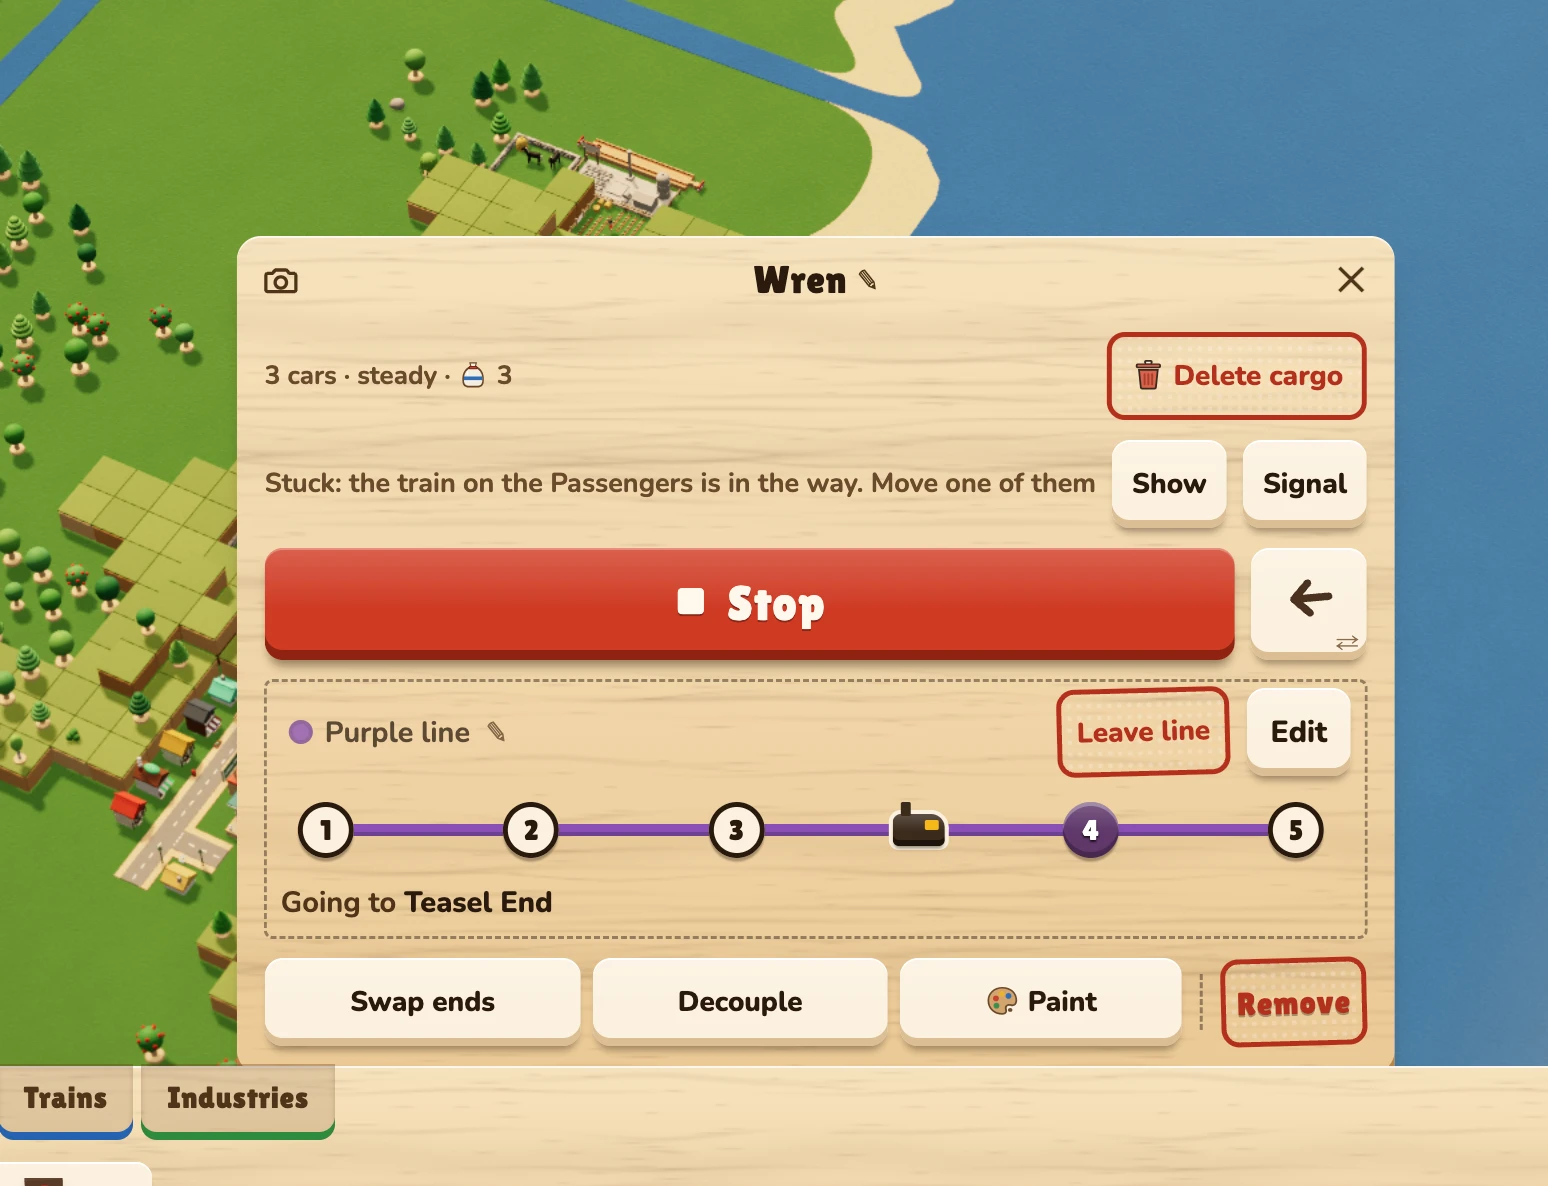 Wren
3 cars · steady · 3
Delete cargo
Stuck: the train on the Passengers is in the way. Move one of them
Show
Signal
Stop
Purple line
Leave line
Edit
1
2
3
4
5
Going to Teasel End
Swap ends
Decouple
Paint
Remove
Trains
Industries